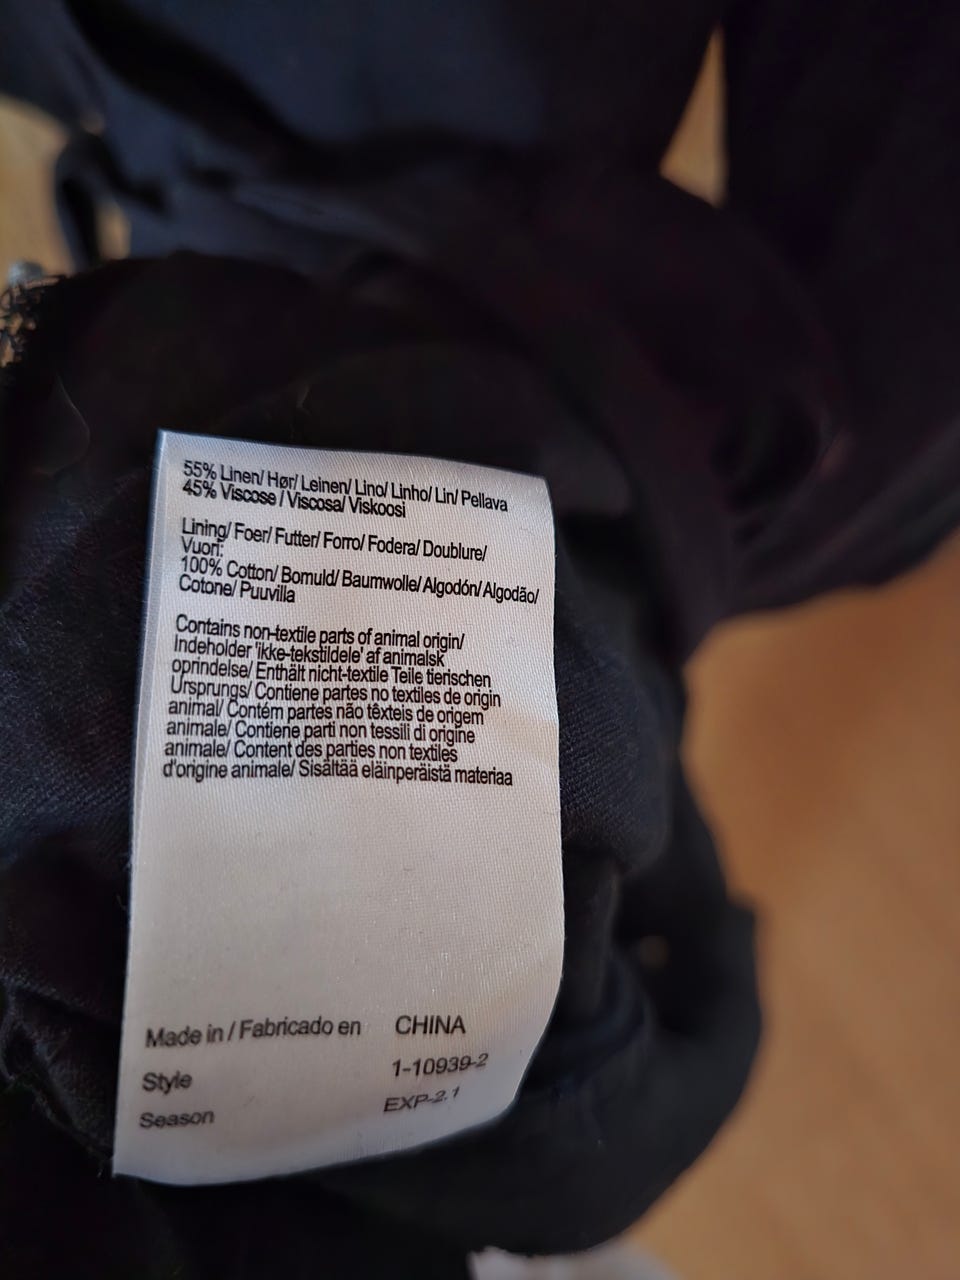 55% Linen/ Hør/ Leinen/ Lino/ Linho/ Lin/ Pellava
45% Viscose / Viscosa/ Viskoosi
Lining/ Foer/ Futter/ Forro/ Fodera/ Doublure/
Vuori:
100% Cotton/ Bomuld/ Baumwolle/ Algodón/ Algodão/
Cotone/ Puuvilla
Contains non-textile parts of animal origin/
Indeholder 'ikke-tekstildele' af animalsk
oprindelse/ Enthält nicht-textile Teile tierischen
Ursprungs/ Contiene partes no textiles de origin
animal/ Contém partes não têxteis de origem
animale/ Contiene parti non tessili di origine
animale/ Content des parties non textiles
d'origine animale/ Sisältää eläinperäistä materiaa
Made in / Fabricado en CHINA
Style 1-10939-2
Season EXP-2.1